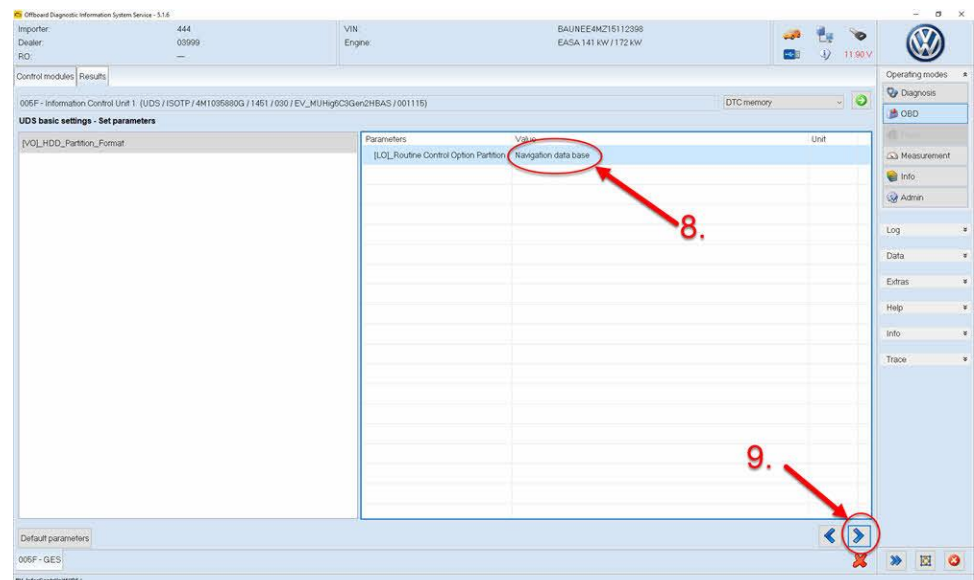 Offboard Diagnostic Information System Service - 5.1.6
Importer: 444 VIN: BAUNEE4MZ15112398
Dealer: 03999 Engine: EASA 141 kW / 172 kW
RO: —
11.90 V
Control modules Results
Operating modes
005F - Information Control Unit 1 (UDS / ISOTP / 4M1035880G / 1451 / 030 / EV_MUHig6C3Gen2HBAS / 001115) DTC memory
Diagnosis
UDS basic settings - Set parameters
OBD
[VO]_HDD_Partition_Format
Parameters Value Unit
[LO]_Routine Control Option Partition Navigation data base
Measurement
Info
Admin
8.
Log
Data
Extras
Help
Info
Trace
9.
Default parameters
005F - GES